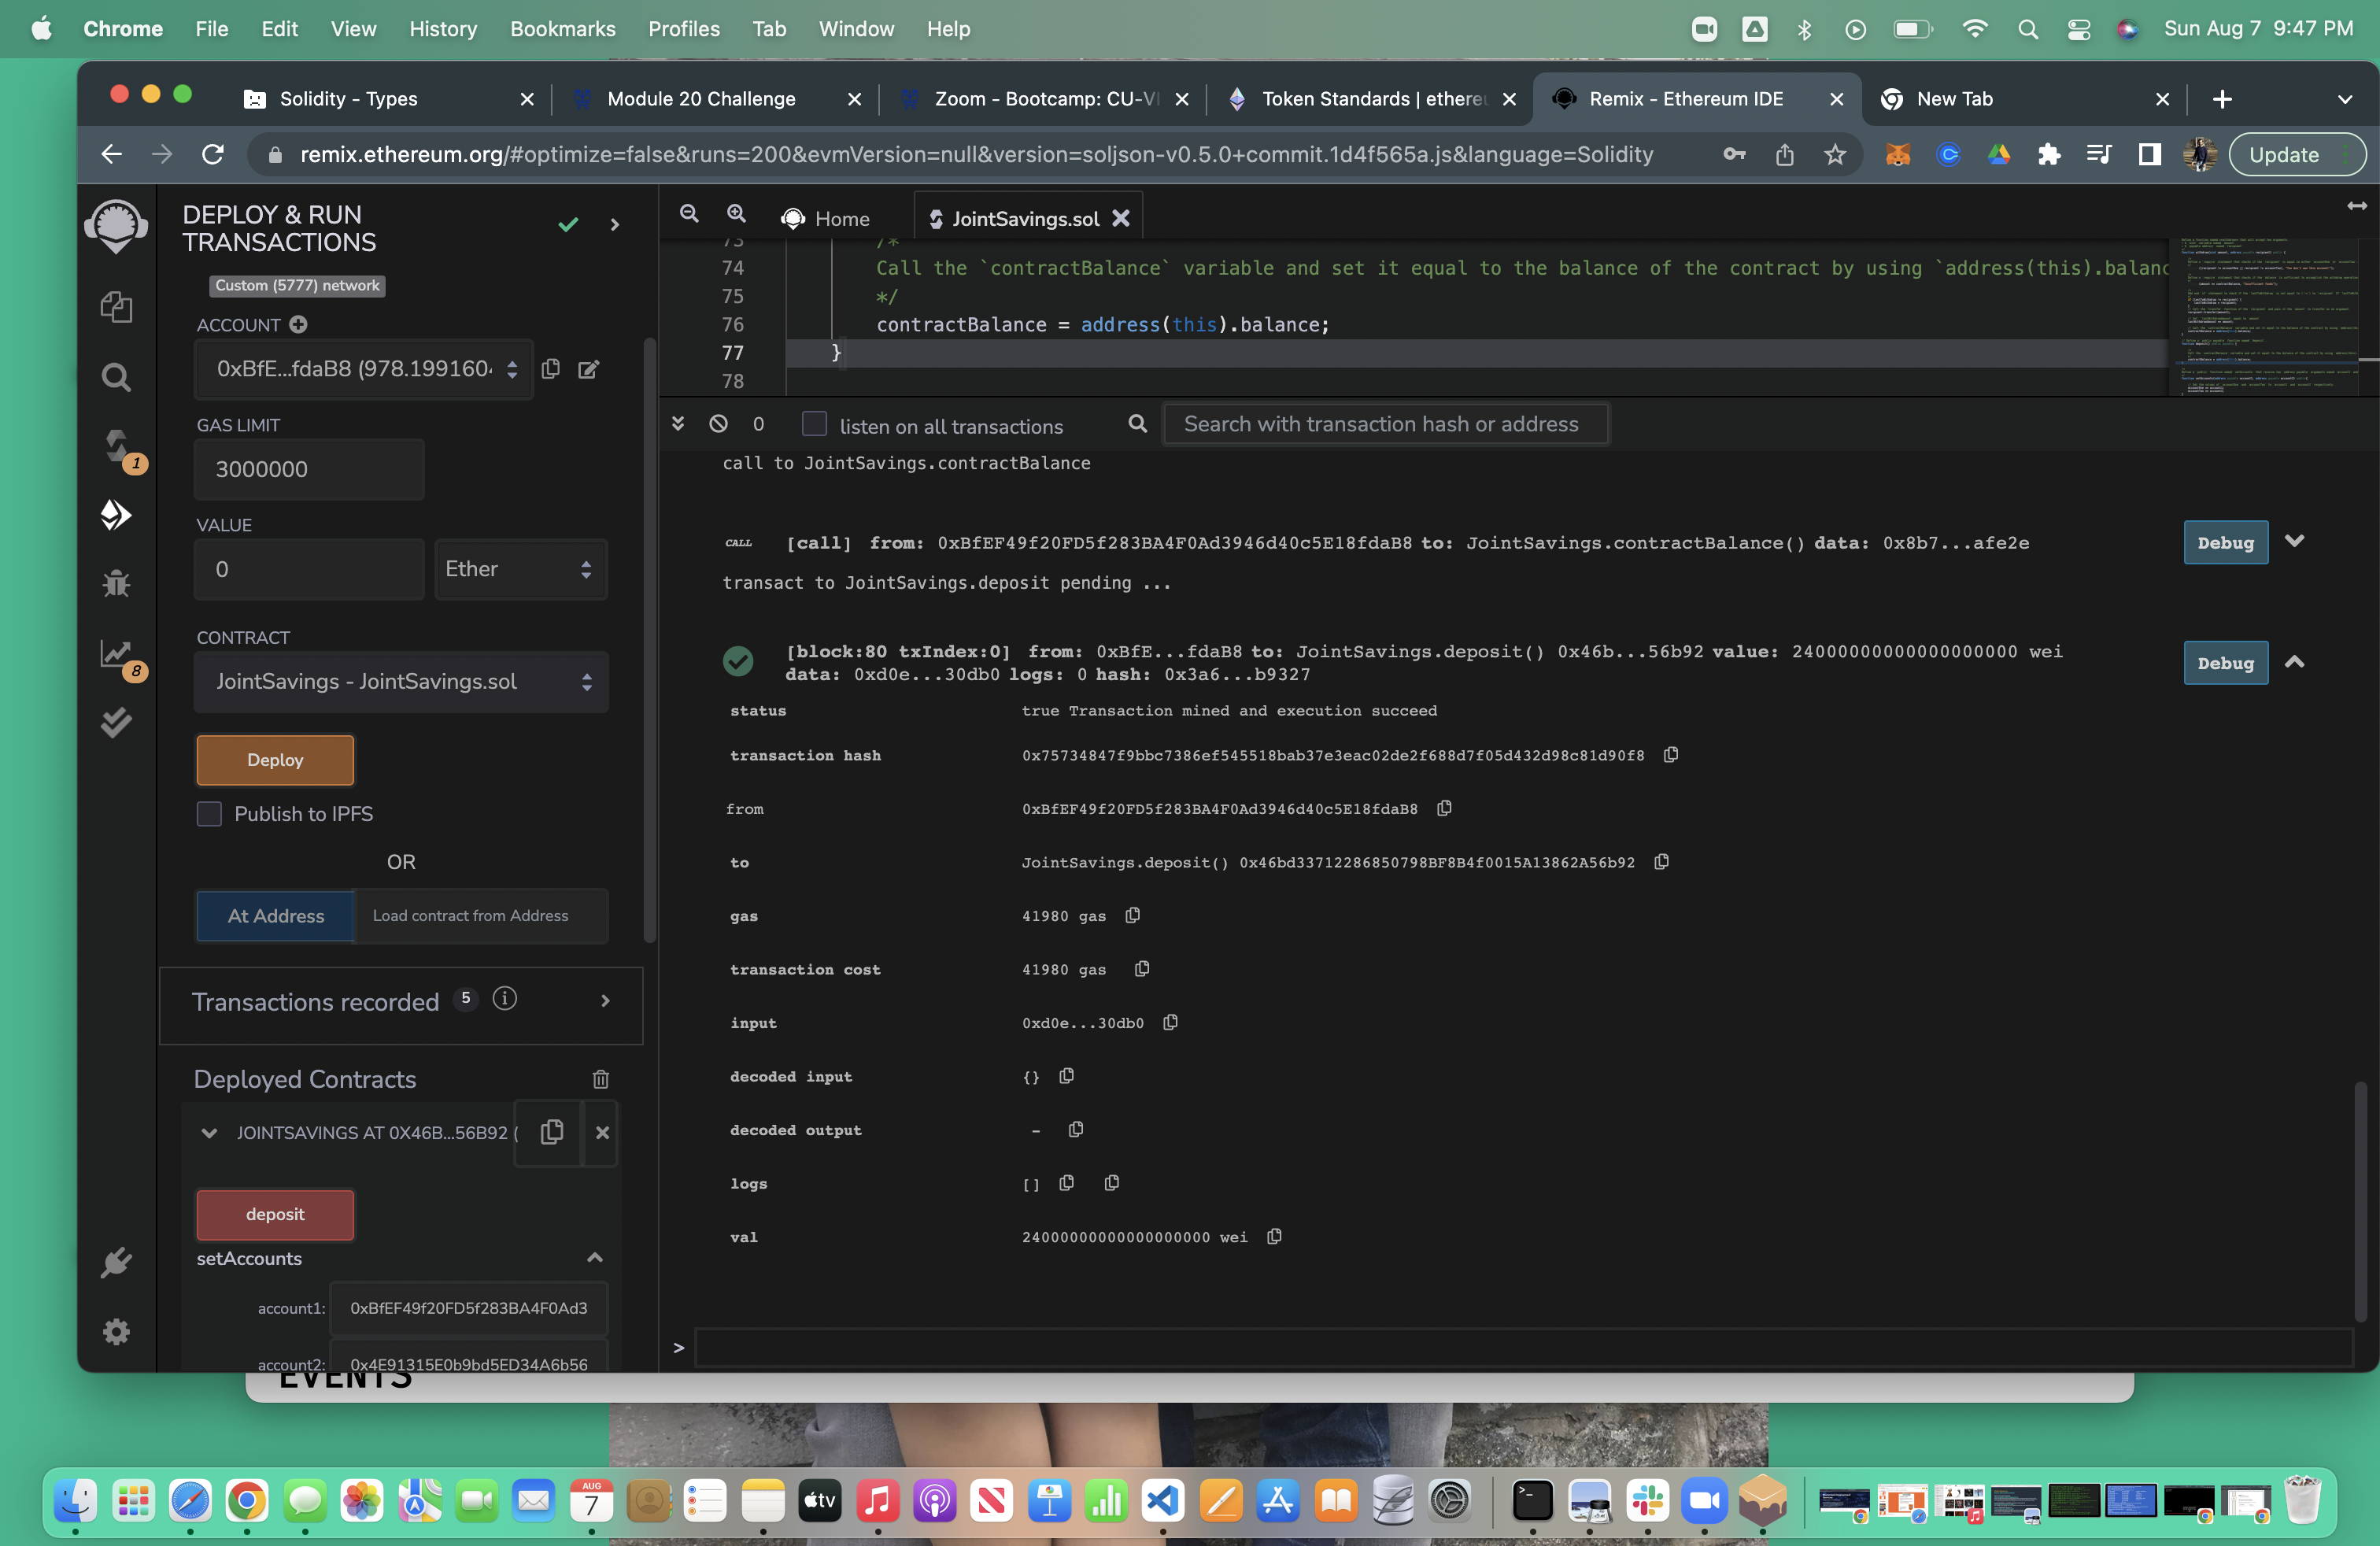 Chrome File Edit View History Bookmarks Profiles Tab Window Help Sun Aug 7 9:47 PM
Solidity - Types
Module 20 Challenge
Zoom - Bootcamp: CU-VI
Token Standards | ethereu
Remix - Ethereum IDE
New Tab
remix.ethereum.org/#optimize=false&runs=200&evmVersion=null&version=soljson-v0.5.0+commit.1d4f565a.js&language=Solidity
Update
DEPLOY & RUN
TRANSACTIONS
Custom (5777) network
ACCOUNT
0xBfE...fdaB8 (978.199160
GAS LIMIT
3000000
VALUE
0
Ether
CONTRACT
JointSavings - JointSavings.sol
Deploy
Publish to IPFS
OR
At Address
Load contract from Address
Transactions recorded 5
Deployed Contracts
JOINTSAVINGS AT 0X46B...56B92 (
deposit
setAccounts
account1: 0xBfEF49f20FD5f283BA4F0Ad3
account2: 0x4E91315E0b9bd5ED34A6b56
1
8
Home
JointSavings.sol
73 /*
74 Call the `contractBalance` variable and set it equal to the balance of the contract by using `address(this).balanc
75 */
76 contractBalance = address(this).balance;
77 }
78
0
listen on all transactions
Search with transaction hash or address
call to JointSavings.contractBalance
CALL [call] from: 0xBfEF49f20FD5f283BA4F0Ad3946d40c5E18fdaB8 to: JointSavings.contractBalance() data: 0x8b7...afe2e
Debug
transact to JointSavings.deposit pending ...
[block:80 txIndex:0] from: 0xBfE...fdaB8 to: JointSavings.deposit() 0x46b...56b92 value: 24000000000000000000 wei
data: 0xd0e...30db0 logs: 0 hash: 0x3a6...b9327
Debug
status true Transaction mined and execution succeed
transaction hash 0x75734847f9bbc7386ef545518bab37e3eac02de2f688d7f05d432d98c81d90f8
from 0xBfEF49f20FD5f283BA4F0Ad3946d40c5E18fdaB8
to JointSavings.deposit() 0x46bd33712286850798BF8B4f0015A13862A56b92
gas 41980 gas
transaction cost 41980 gas
input 0xd0e...30db0
decoded input {}
decoded output -
logs []
val 24000000000000000000 wei
>
EVENTS
AUG
7
tv